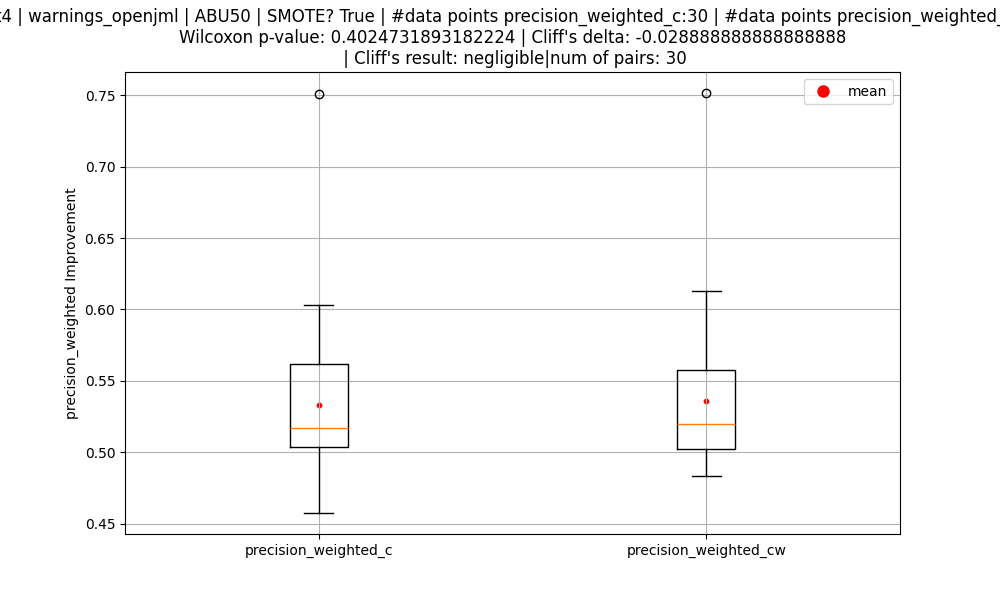 4 | warnings_openjml | ABU50 | SMOTE? True | #data points precision_weighted_c:30 | #data points precision_weighted_
Wilcoxon p-value: 0.4024731893182224 | Cliff's delta: -0.028888888888888888
| Cliff's result: negligible|num of pairs: 30
mean
0.75
0.70
0.65
0.60
0.55
0.50
0.45
precision_weighted Improvement
precision_weighted_c
precision_weighted_cw